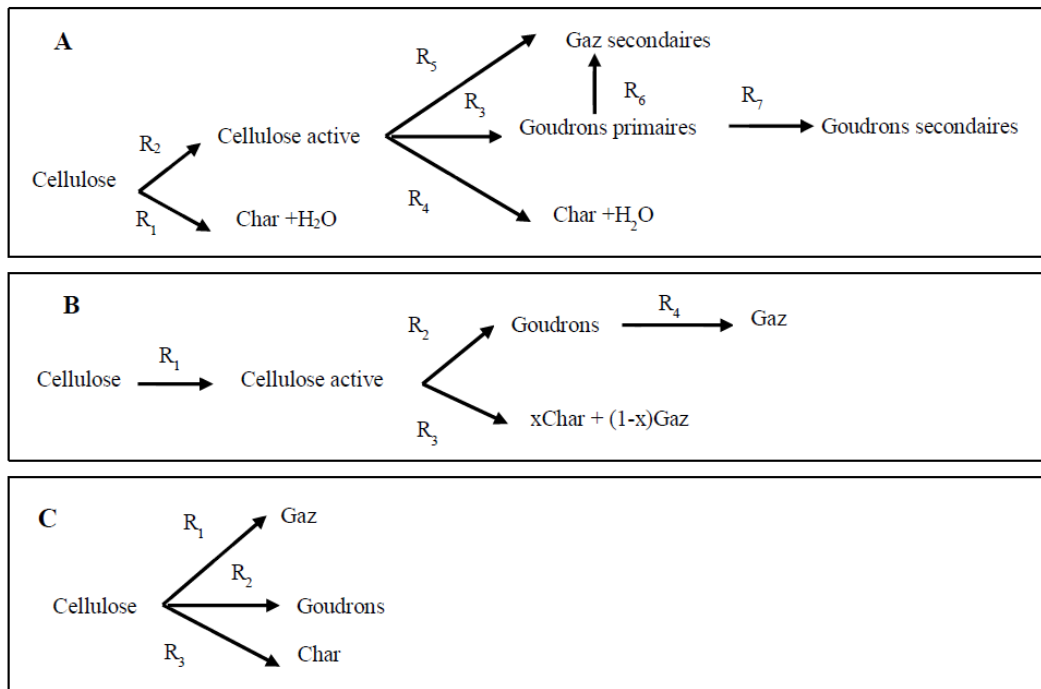 A
Gaz secondaires
R₅
R₃
R₆
R₇
Cellulose active
Goudrons primaires
Goudrons secondaires
R₂
Cellulose
R₁
Char +H₂O
R₄
Char +H₂O
B
R₂
Goudrons
R₄
Gaz
Cellulose
R₁
Cellulose active
R₃
xChar + (1-x)Gaz
C
R₁
Gaz
R₂
Cellulose
Goudrons
R₃
Char